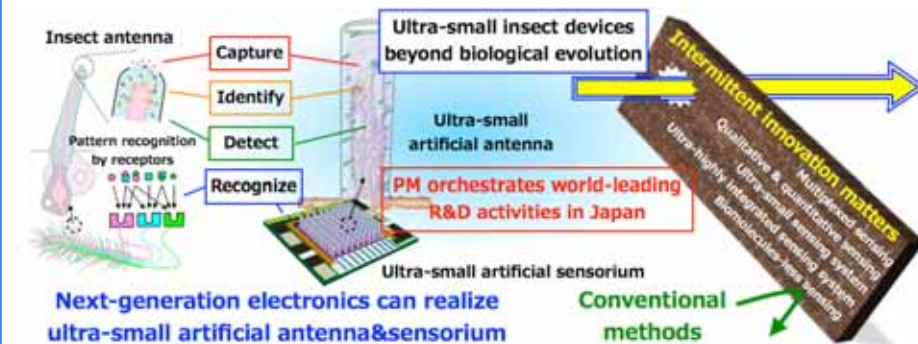 Insect antenna
Pattern recognition
by receptors
Capture
Identify
Detect
Recognize
Ultra-small insect devices
beyond biological evolution
Ultra-small
artificial antenna
PM orchestrates world-leading
R&D activities in Japan
Ultra-small artificial sensorium
Next-generation electronics can realize
ultra-small artificial antenna&sensorium
Intermittent innovation matters
Multiplexed sensing
Qualitative & quantitative sensing
Ultra-small sensing system
Ultra-highly integrated sensing system
Biomolecules-less sensing
Conventional
methods